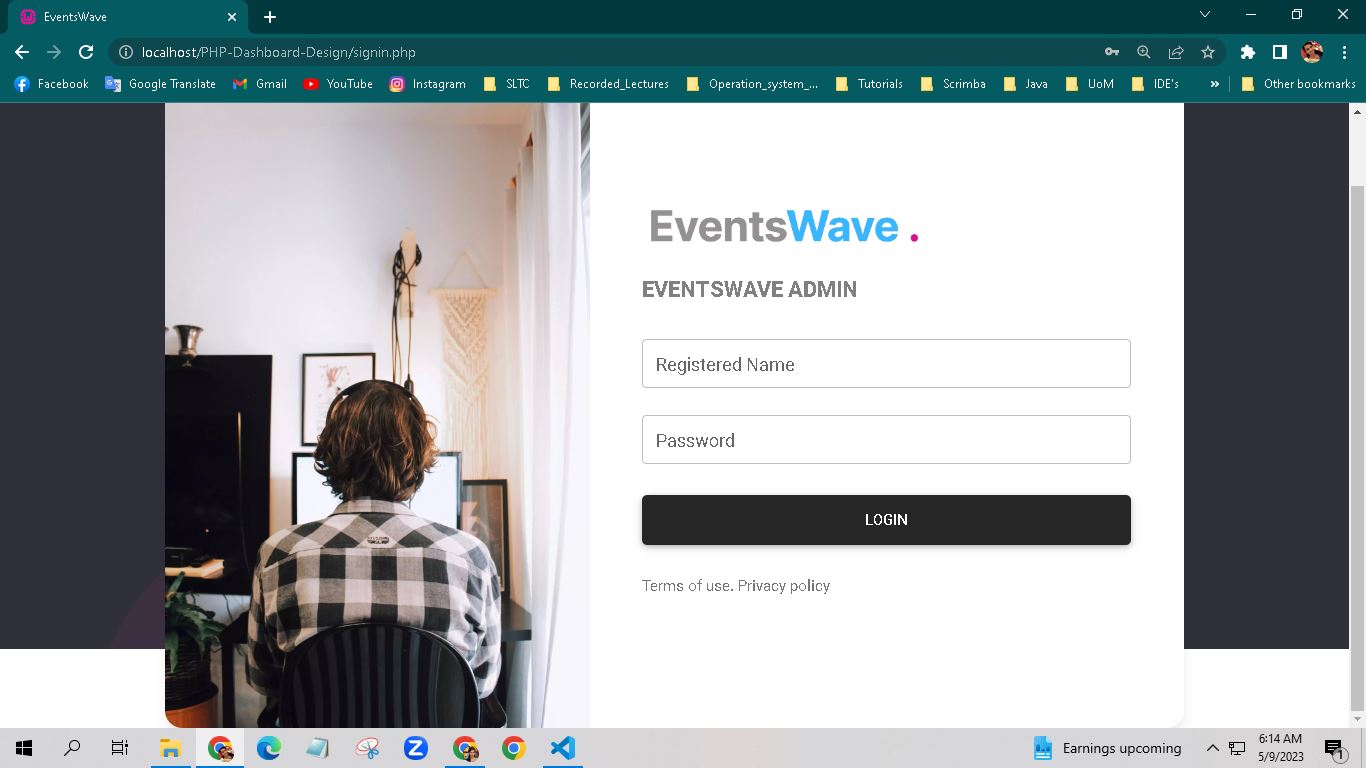 EventsWave
localhost/PHP-Dashboard-Design/signin.php
Facebook Google Translate Gmail YouTube Instagram SLTC Recorded_Lectures Operation_system_... Tutorials Scrimba Java UoM IDE's » Other bookmarks
EventsWave .
EVENTSWAVE ADMIN
Registered Name
Password
LOGIN
Terms of use. Privacy policy
Earnings upcoming
6:14 AM
5/9/2023
1